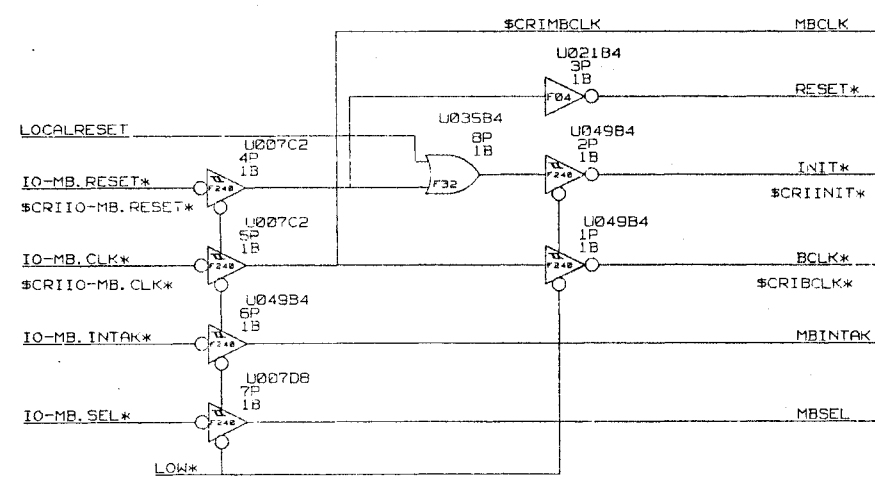 $CRIMBCLK MBCLK
U021B4
3P
1B
F04 RESET*
LOCALRESET
U035B4
8P
1B
F32
U007C2
4P
1B
F240
IO-MB.RESET*
$CRIIO-MB.RESET*
U049B4
2P
1B
F240
INIT*
$CRIINIT*
U007C2
5P
1B
F240
IO-MB.CLK*
$CRIIO-MB.CLK*
U049B4
1P
1B
F240
BCLK*
$CRIBCLK*
U049B4
6P
1B
F240
IO-MB.INTAK* MBINTAK
U007D8
7P
1B
F240
IO-MB.SEL* MBSEL
LOW*